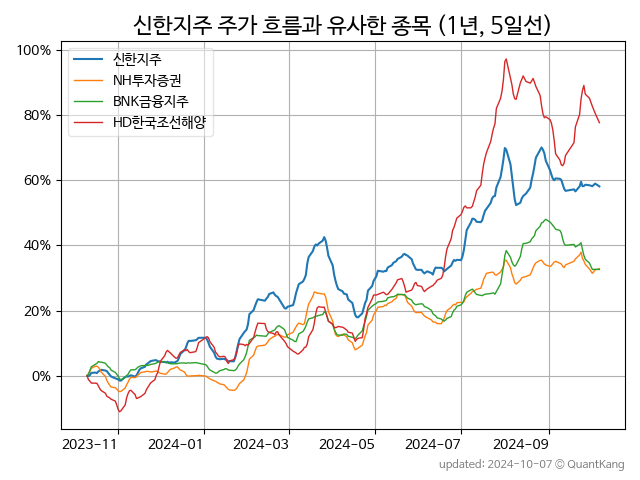 신한지주 주가 흐름과 유사한 종목 (1년, 5일선)
100%
80%
60%
40%
20%
0%
신한지주
NH투자증권
BNK금융지주
HD한국조선해양
2023-11
2024-01
2024-03
2024-05
2024-07
2024-09
updated: 2024-10-07 © QuantKang